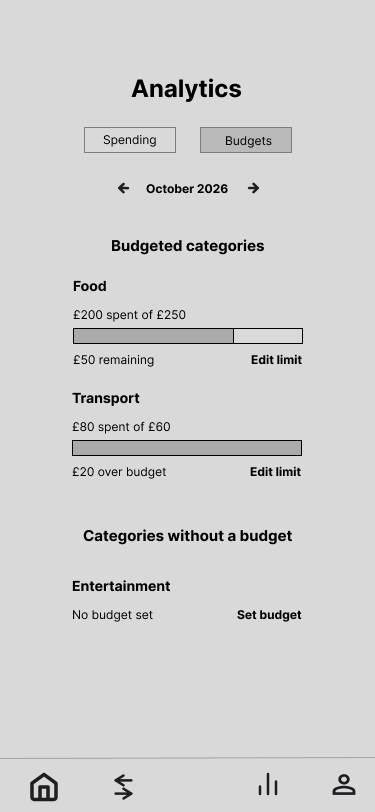 Analytics
Spending Budgets
October 2026
Budgeted categories
Food
£200 spent of £250
£50 remaining Edit limit
Transport
£80 spent of £60
£20 over budget Edit limit
Categories without a budget
Entertainment
No budget set Set budget